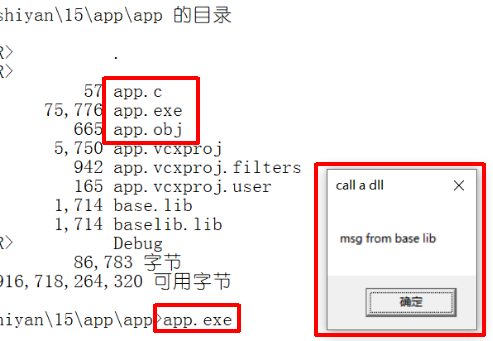 shiyan\15\app\app 的目录
R> .
R>
57 app.c
75,776 app.exe
665 app.obj
5,750 app.vcxproj
942 app.vcxproj.filters
165 app.vcxproj.user
1,714 base.lib
1,714 baselib.lib
R> Debug
86,783 字节
916,718,264,320 可用字节
hiyan\15\app\app>app.exe
call a dll
msg from base lib
确定